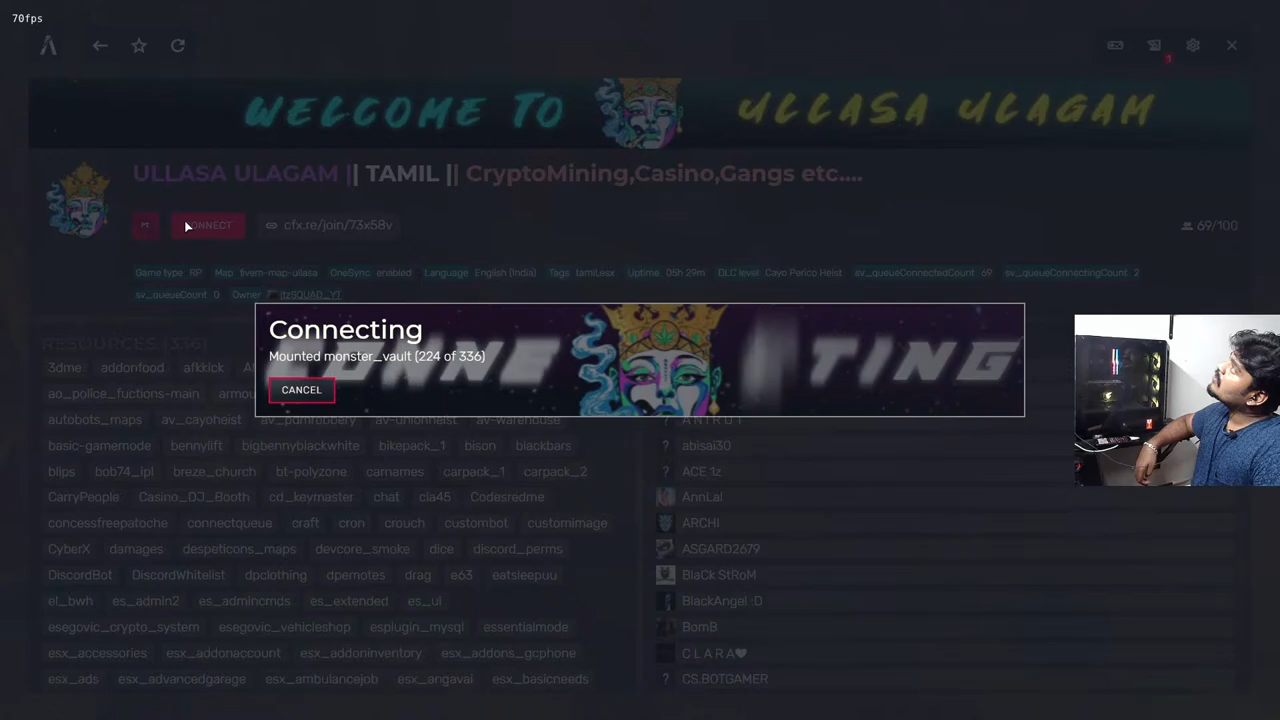 70fps
WELCOME TO ULLASA ULAGAM
ULLASA ULAGAM || TAMIL || CryptoMining,Casino,Gangs etc....
CONNECT cfx.re/join/73x58v 69/100
Game type RP Map fivem-map-ullasa OneSync enabled Language English (India) Tags tamil,esx Uptime 05h 29m DLC level Cayo Perico Heist sv_queueConnectedCount 69 sv_queueConnectingCount 2
sv_queueCount 0 Owner itzSQUAD_YT
Connecting
Mounted monster_vault (224 of 336)
CANCEL
RESOURCES (336)
3dme addonfood afkkick
ao_police_fuctions-main
autobots_maps av_cayoheist av_pdmrobbery av-unionheist av-warehouse
basic-gamemode bennylift bigbennyblackwhite bikepack_1 bison blackbars
blips bob74_ipl breze_church bt-polyzone carnames carpack_1 carpack_2
CarryPeople Casino_DJ_Booth cd_keymaster chat cla45 Codesredme
concessfreepatoche connectqueue craft cron crouch custombot customimage
CyberX damages despeticons_maps devcore_smoke dice discord_perms
DiscordBot DiscordWhitelist dpclothing dpemotes drag e63 eatsleepuu
el_bwh es_admin2 es_admincmds es_extended es_ui
esegovic_crypto_system esegovic_vehicleshop esplugin_mysql essentialmode
esx_accessories esx_addonaccount esx_addoninventory esx_addons_gcphone
esx_ads esx_advancedgarage esx_ambulancejob esx_angavai esx_basicneeds
abisai30
ACE 1z
AnnLal
ARCHI
ASGARD2679
BlaCk StRoM
BlackAngel :D
BomB
C L A R A🖤
CS.BOTGAMER